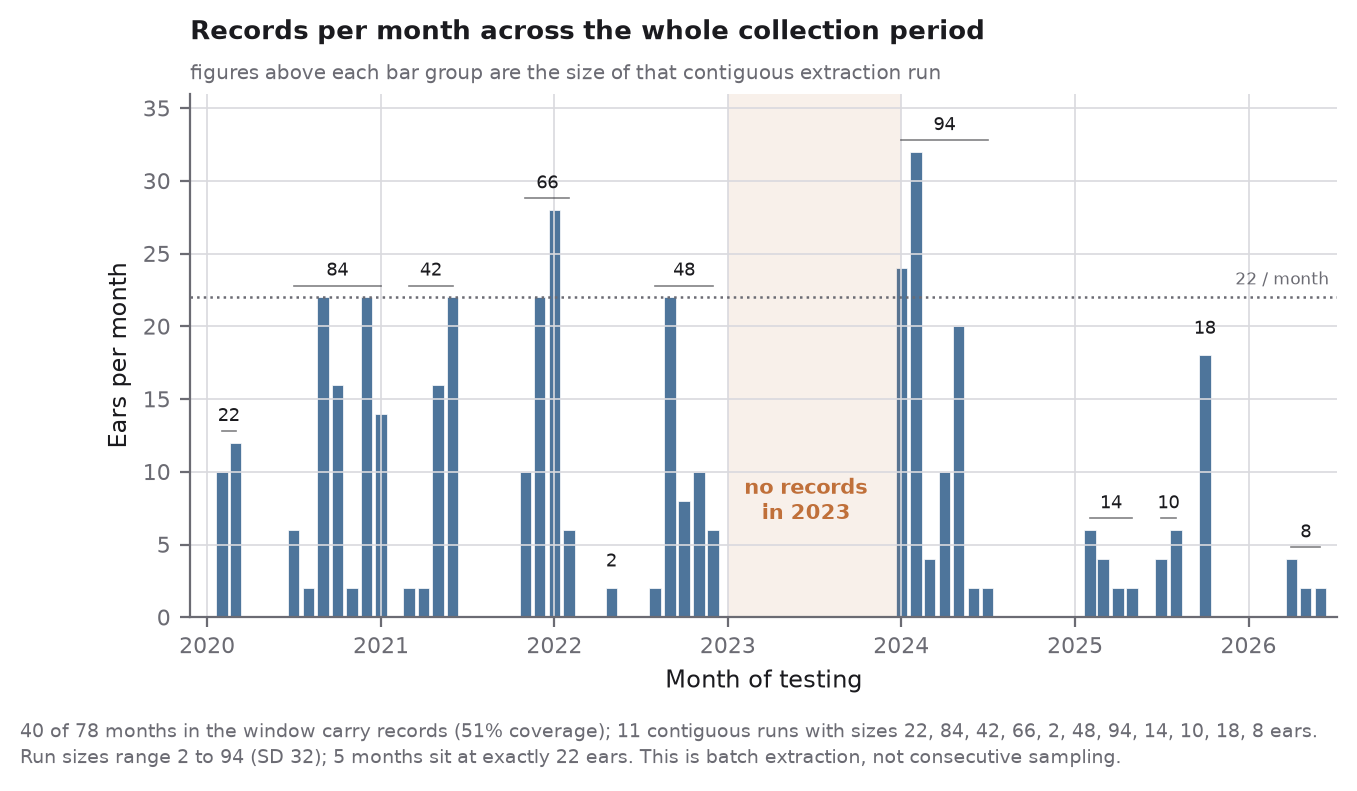 Records per month across the whole collection period
figures above each bar group are the size of that contiguous extraction run
35
94
30
66
25
84
42
48
22 / month
20
18
15
22
Ears per month
10
no records
in 2023
14
10
8
5
2
0
2020
2021
2022
2023
2024
2025
2026
Month of testing
40 of 78 months in the window carry records (51% coverage); 11 contiguous runs with sizes 22, 84, 42, 66, 2, 48, 94, 14, 10, 18, 8 ears.
Run sizes range 2 to 94 (SD 32); 5 months sit at exactly 22 ears. This is batch extraction, not consecutive sampling.